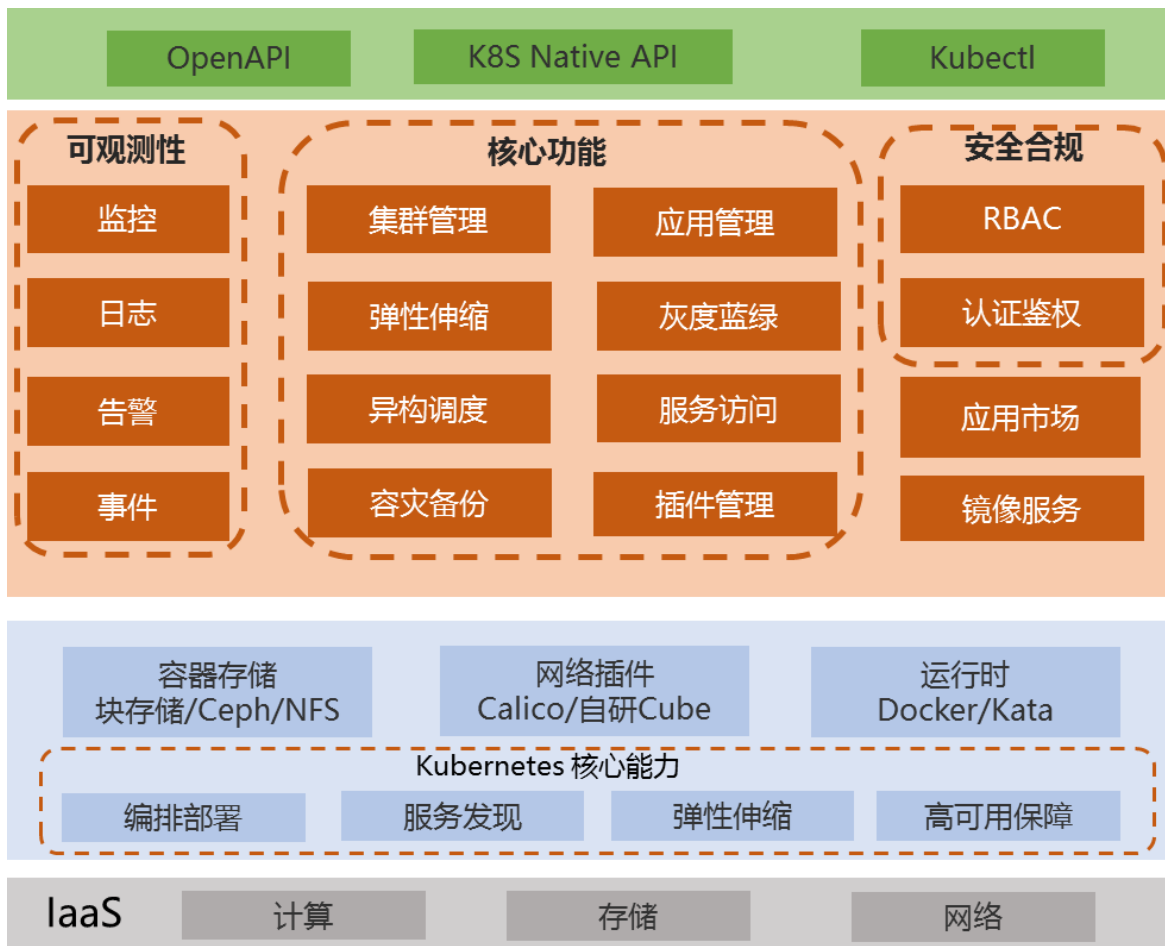 OpenAPI
K8S Native API
Kubectl
可观测性
监控
日志
告警
事件
核心功能
集群管理
应用管理
弹性伸缩
灰度蓝绿
异构调度
服务访问
容灾备份
插件管理
安全合规
RBAC
认证鉴权
应用市场
镜像服务
容器存储
块存储/Ceph/NFS
网络插件
Calico/自研Cube
运行时
Docker/Kata
Kubernetes 核心能力
编排部署
服务发现
弹性伸缩
高可用保障
IaaS
计算
存储
网络